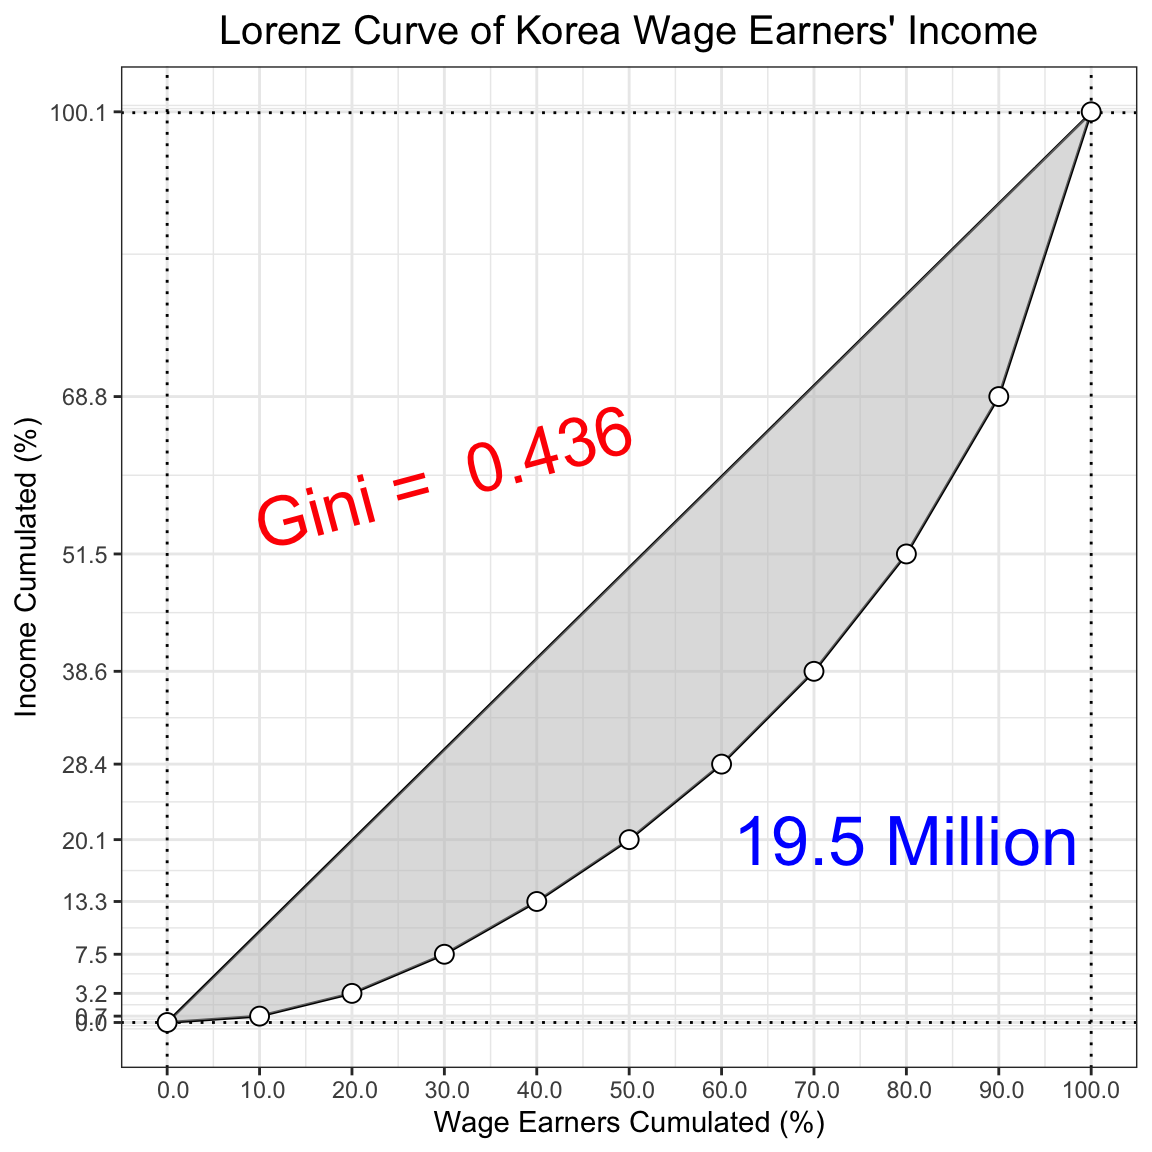 Lorenz Curve of Korea Wage Earners' Income
100.1
68.8
51.5
38.6
28.4
20.1
13.3
7.5
3.2
0.7
0.0
Income Cumulated (%)
Gini =  0.436
19.5 Million
0.0 10.0 20.0 30.0 40.0 50.0 60.0 70.0 80.0 90.0 100.0
Wage Earners Cumulated (%)